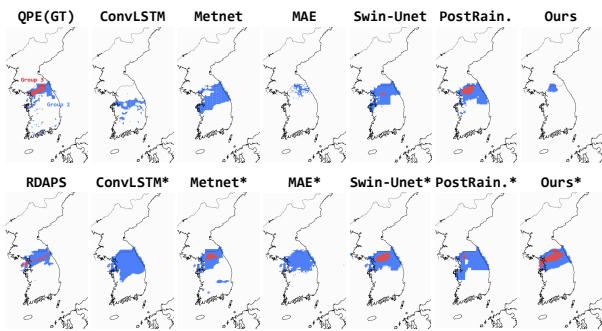 QPE(GT) ConvLSTM Metnet MAE Swin-Unet PostRain. Ours
Group 3
Group 2
RDAPS ConvLSTM* Metnet* MAE* Swin-Unet* PostRain.* Ours*